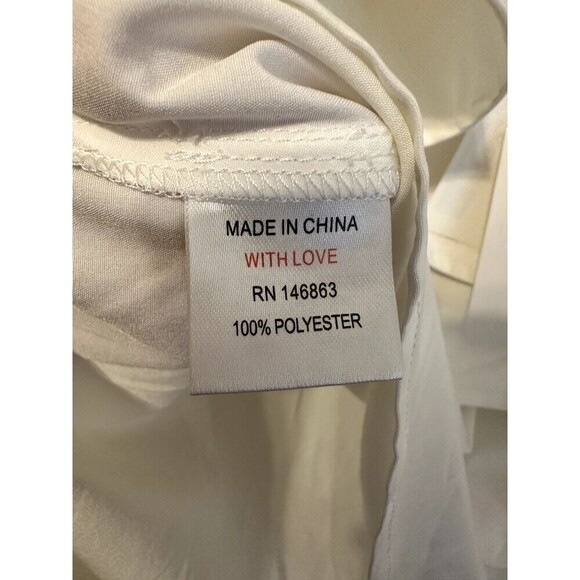 MADE IN CHINA
WITH LOVE
RN 146863
100% POLYESTER